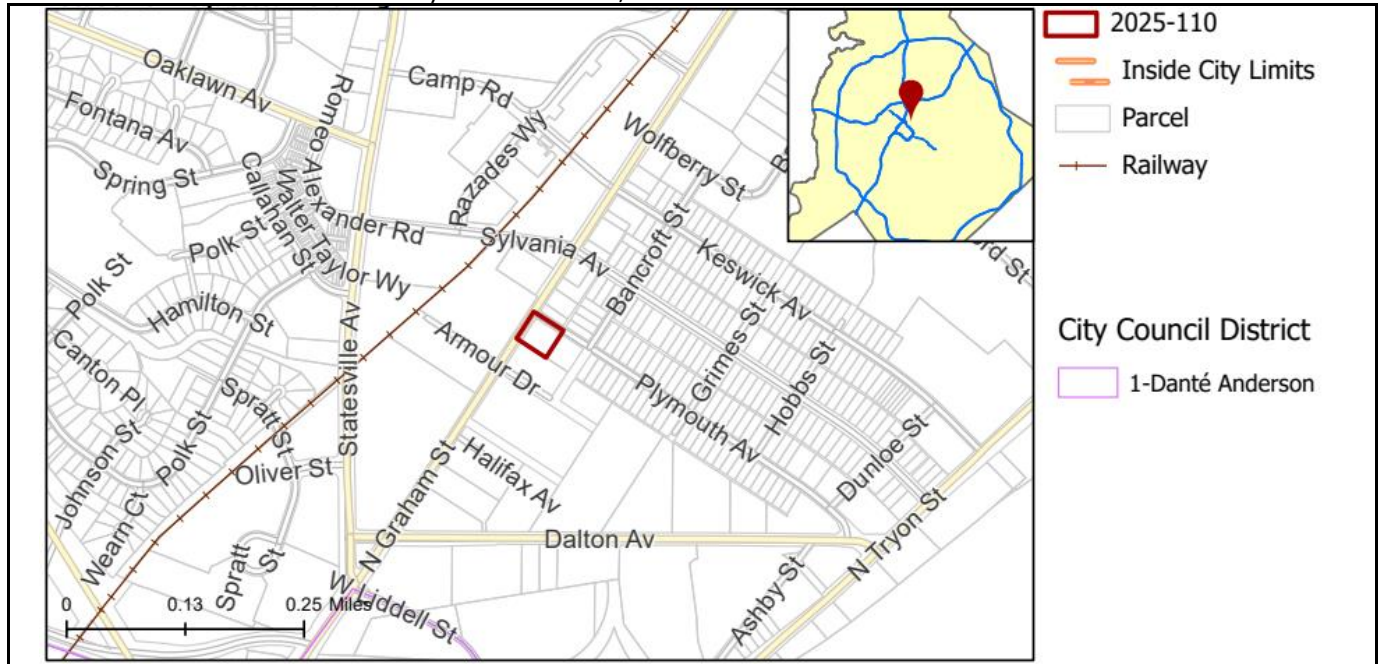 2025-110
Inside City Limits
Parcel
Railway
City Council District
1-Danté Anderson
Oaklawn Av
Fontana Av
Spring St
Romeo Alexander Rd
Callahan St
Walter Taylor Wy
Polk St
Polk St
Hamilton St
Canton Pl
Johnson St
Polk St
Wearn Ct
Spratt St
Spratt St
Oliver St
Statesville Av
Camp Rd
Razades Wy
Sylvania Av
Wolfberry St
Bancroft St
Keswick Av
Grimes St
Hobbs St
Plymouth Av
Dunloe St
Armour Dr
Halifax Av
N Graham St
Dalton Av
N Tryon St
Ashby St
W Liddell St
0 0.13 0.25 Miles